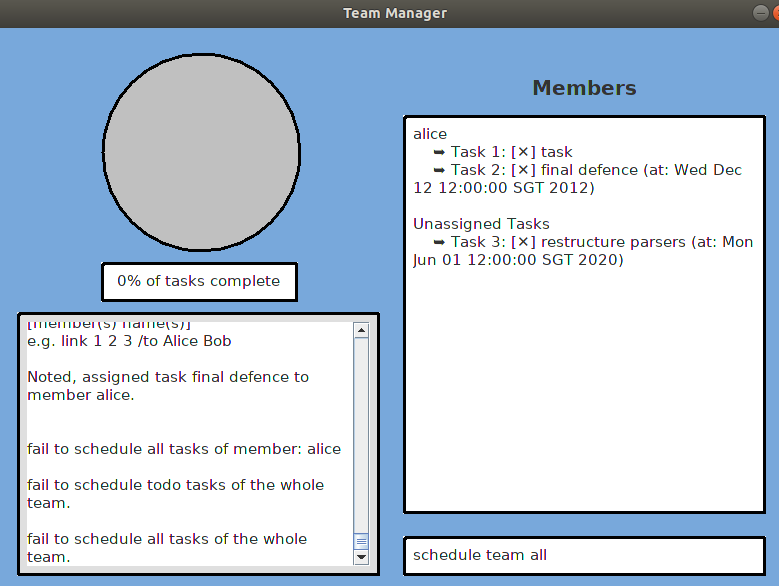 Team Manager
0% of tasks complete
[member(s) name(s)]
e.g. link 1 2 3 /to Alice Bob
Noted, assigned task final defence to
member alice.
fail to schedule all tasks of member: alice
fail to schedule todo tasks of the whole
team.
fail to schedule all tasks of the whole
team.
Members
alice
➥ Task 1: [✕] task
➥ Task 2: [✕] final defence (at: Wed Dec
12 12:00:00 SGT 2012)
Unassigned Tasks
➥ Task 3: [✕] restructure parsers (at: Mon
Jun 01 12:00:00 SGT 2020)
schedule team all